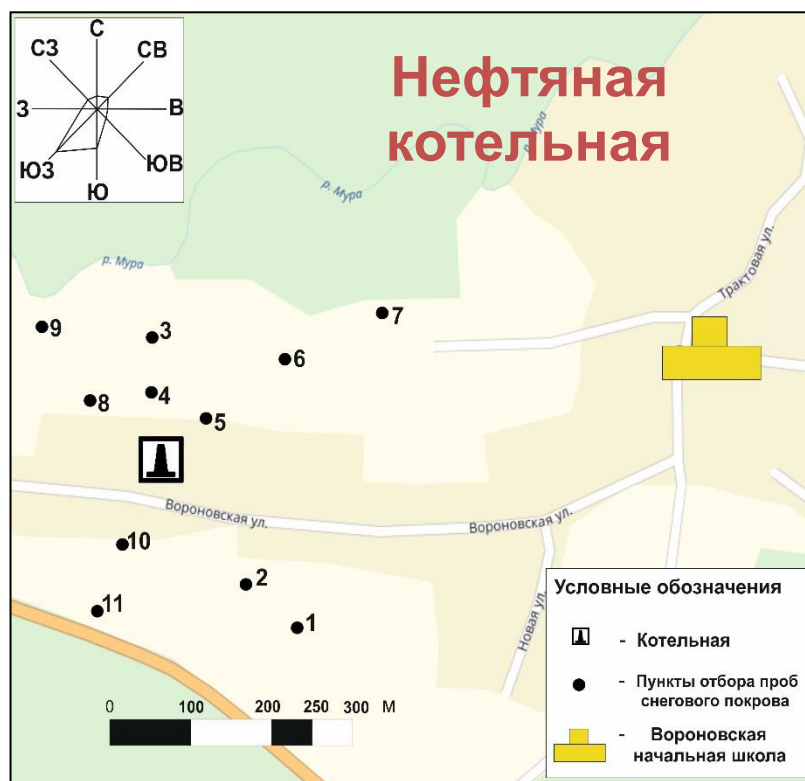 С
СЗ
СВ
З
В
ЮЗ
ЮВ
Ю
Нефтяная
котельная
р. Мура
р. Мура
р. Мура
Трактовая ул.
7
9
3
6
4
8
5
Вороновская ул.
Вороновская ул.
10
2
11
1
Новая ул.
0 100 200 250 300 М
Условные обозначения
- Котельная
- Пункты отбора проб
снегового покрова
- Вороновская
начальная школа